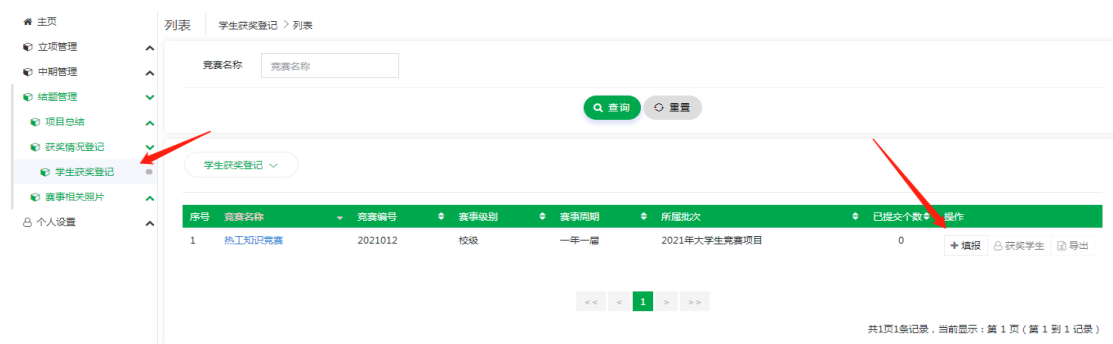 主页
立项管理
中期管理
结题管理
项目总结
获奖情况登记
学生获奖登记
赛事相关照片
个人设置
列表 学生获奖登记 > 列表
竞赛名称 竞赛名称
查询 重置
学生获奖登记
序号 竞赛名称 竞赛编号 赛事级别 赛事周期 所属批次 已提交个数 操作
1 热工知识竞赛 2021012 校级 一年一届 2021年大学生竞赛项目 0 填报 获奖学生 导出
<< < 1 > >>
共1页1条记录，当前显示：第 1 页（第 1 到 1 记录）